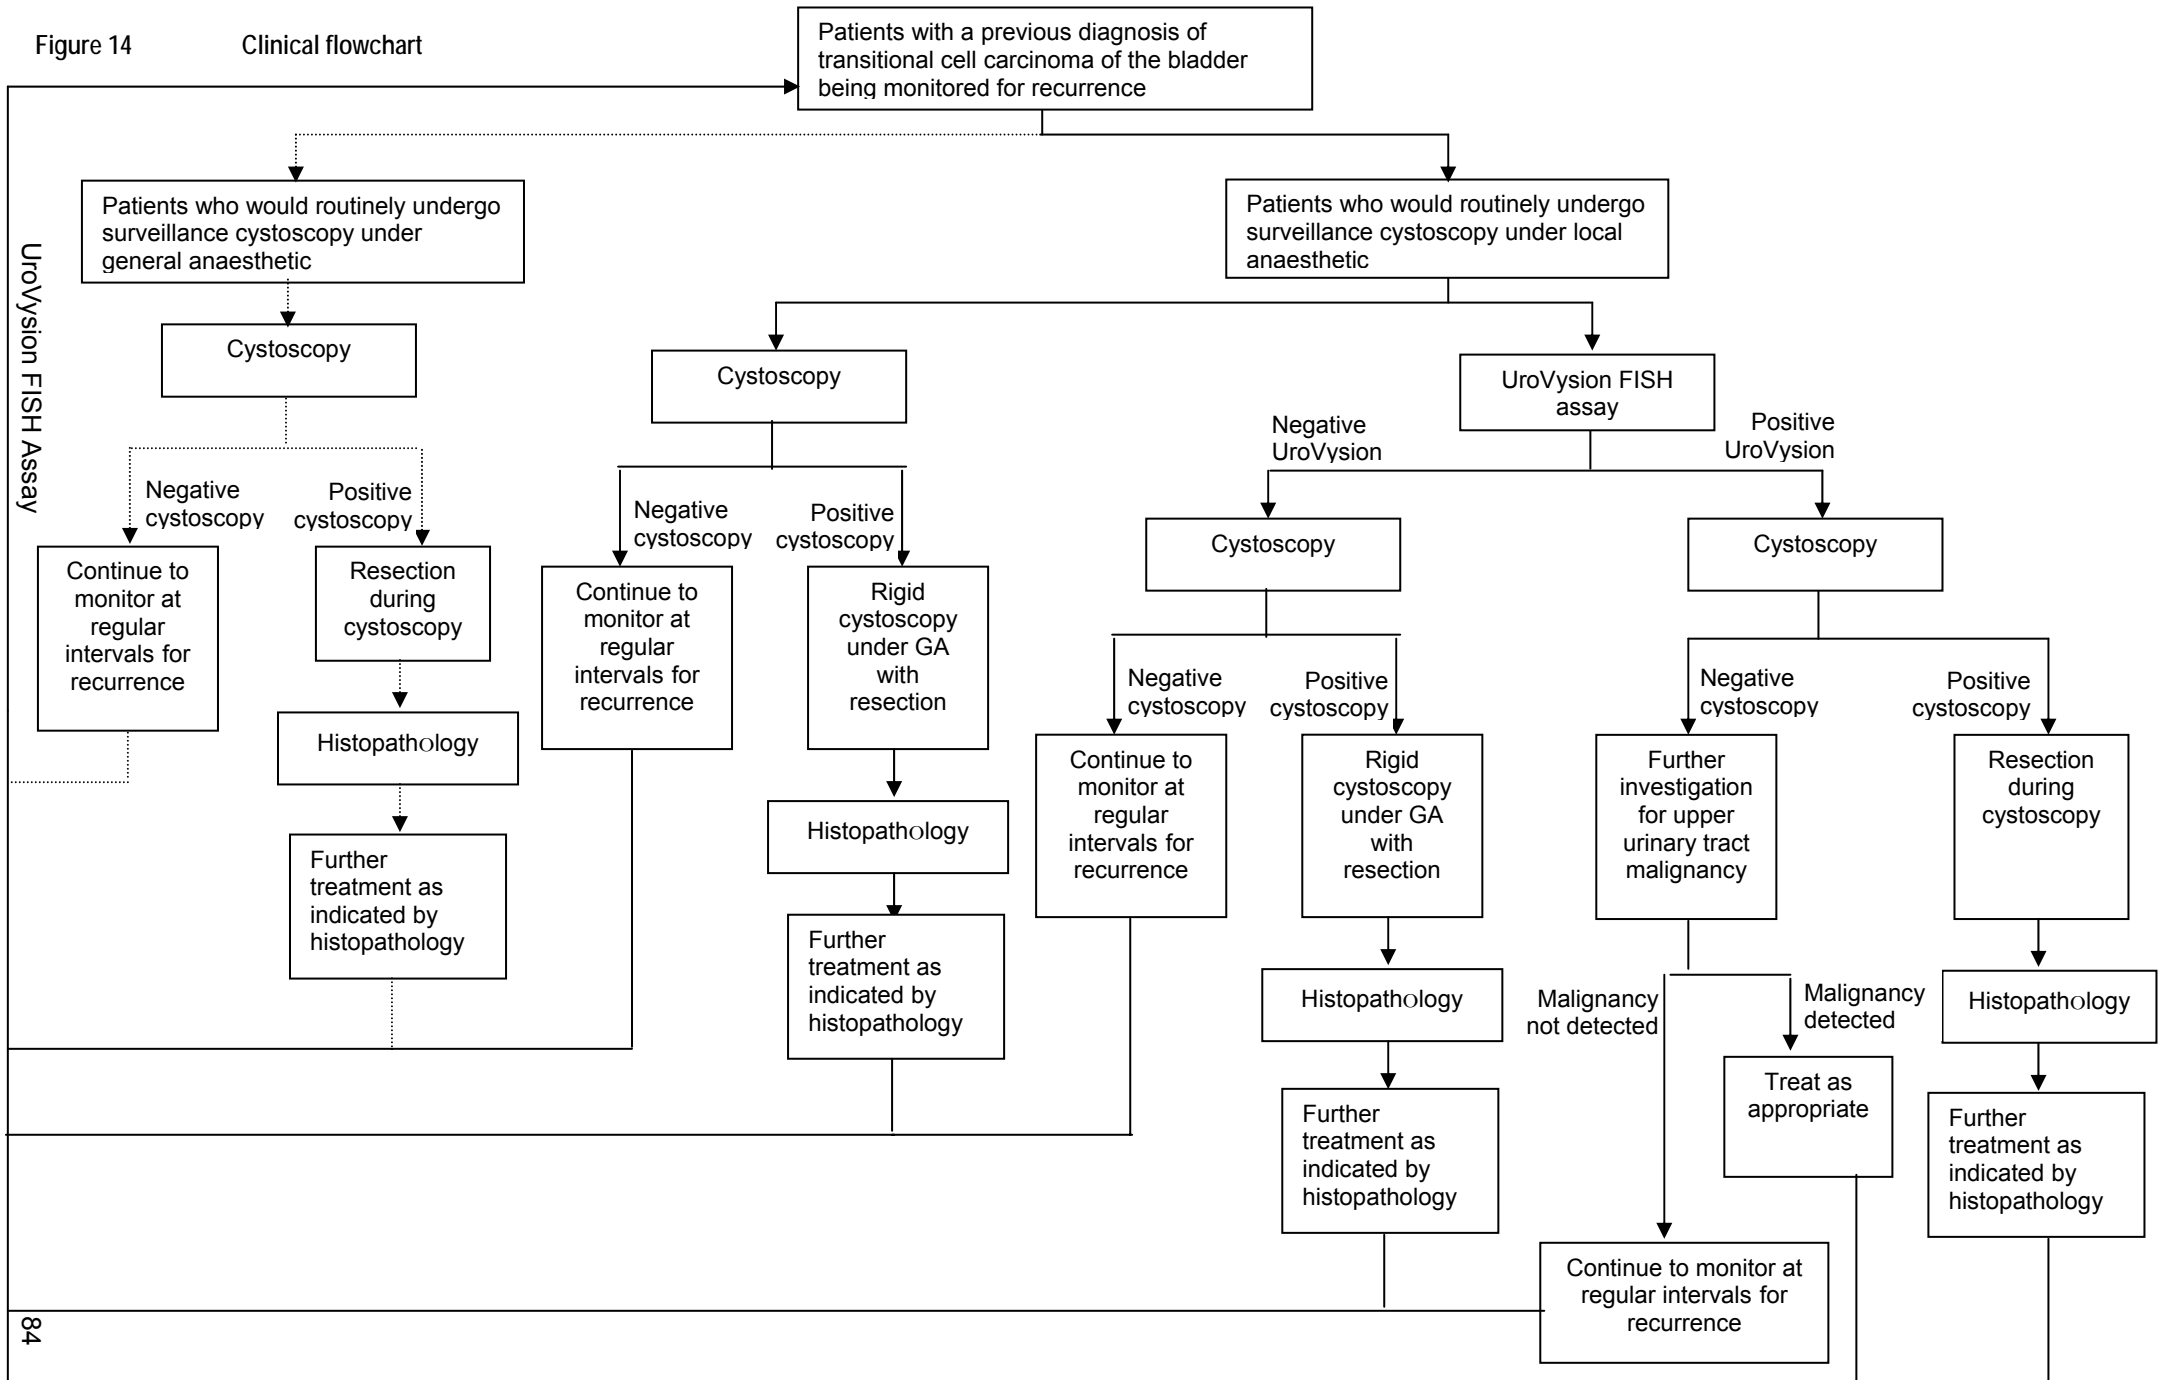 Figure 14 Clinical flowchart
Patients with a previous diagnosis of
transitional cell carcinoma of the bladder
being monitored for recurrence
Patients who would routinely undergo
surveillance cystoscopy under
general anaesthetic
Patients who would routinely undergo
surveillance cystoscopy under local
anaesthetic
UroVysion FISH Assay
Cystoscopy
Cystoscopy
UroVysion FISH
assay
Negative
UroVysion
Positive
UroVysion
Negative
cystoscopy
Positive
cystoscopy
Negative
cystoscopy
Positive
cystoscopy
Cystoscopy
Cystoscopy
Continue to
monitor at
regular
intervals for
recurrence
Resection
during
cystoscopy
Continue to
monitor at
regular
intervals for
recurrence
Rigid
cystoscopy
under GA
with
resection
Negative
cystoscopy
Positive
cystoscopy
Negative
cystoscopy
Positive
cystoscopy
Histopathology
Histopathology
Continue to
monitor at
regular
intervals for
recurrence
Rigid
cystoscopy
under GA
with
resection
Further
investigation
for upper
urinary tract
malignancy
Resection
during
cystoscopy
Further
treatment as
indicated by
histopathology
Further
treatment as
indicated by
histopathology
Histopathology
Malignancy
not detected
Malignancy
detected
Histopathology
Treat as
appropriate
Further
treatment as
indicated by
histopathology
Further
treatment as
indicated by
histopathology
Continue to monitor at
regular intervals for
recurrence
84